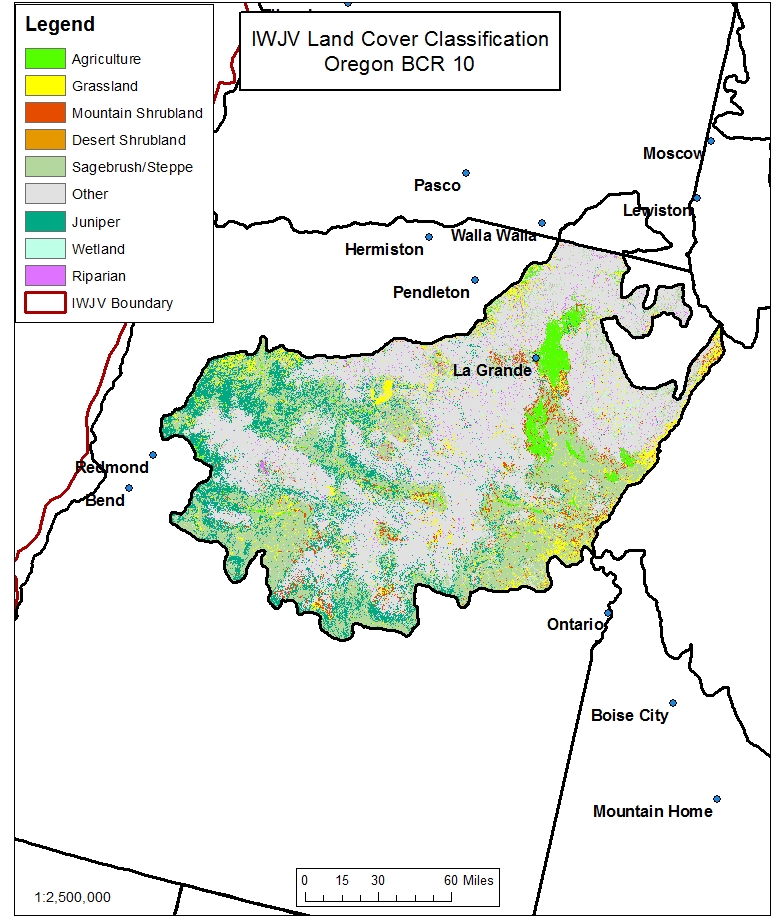 Legend
Agriculture
Grassland
Mountain Shrubland
Desert Shrubland
Sagebrush/Steppe
Other
Juniper
Wetland
Riparian
IWJV Boundary
IWJV Land Cover Classification
Oregon BCR 10
Moscow
Pasco
Lewiston
Walla Walla
Hermiston
Pendleton
La Grande
Redmond
Bend
Ontario
Boise City
Mountain Home
1:2,500,000
0 15 30 60 Miles